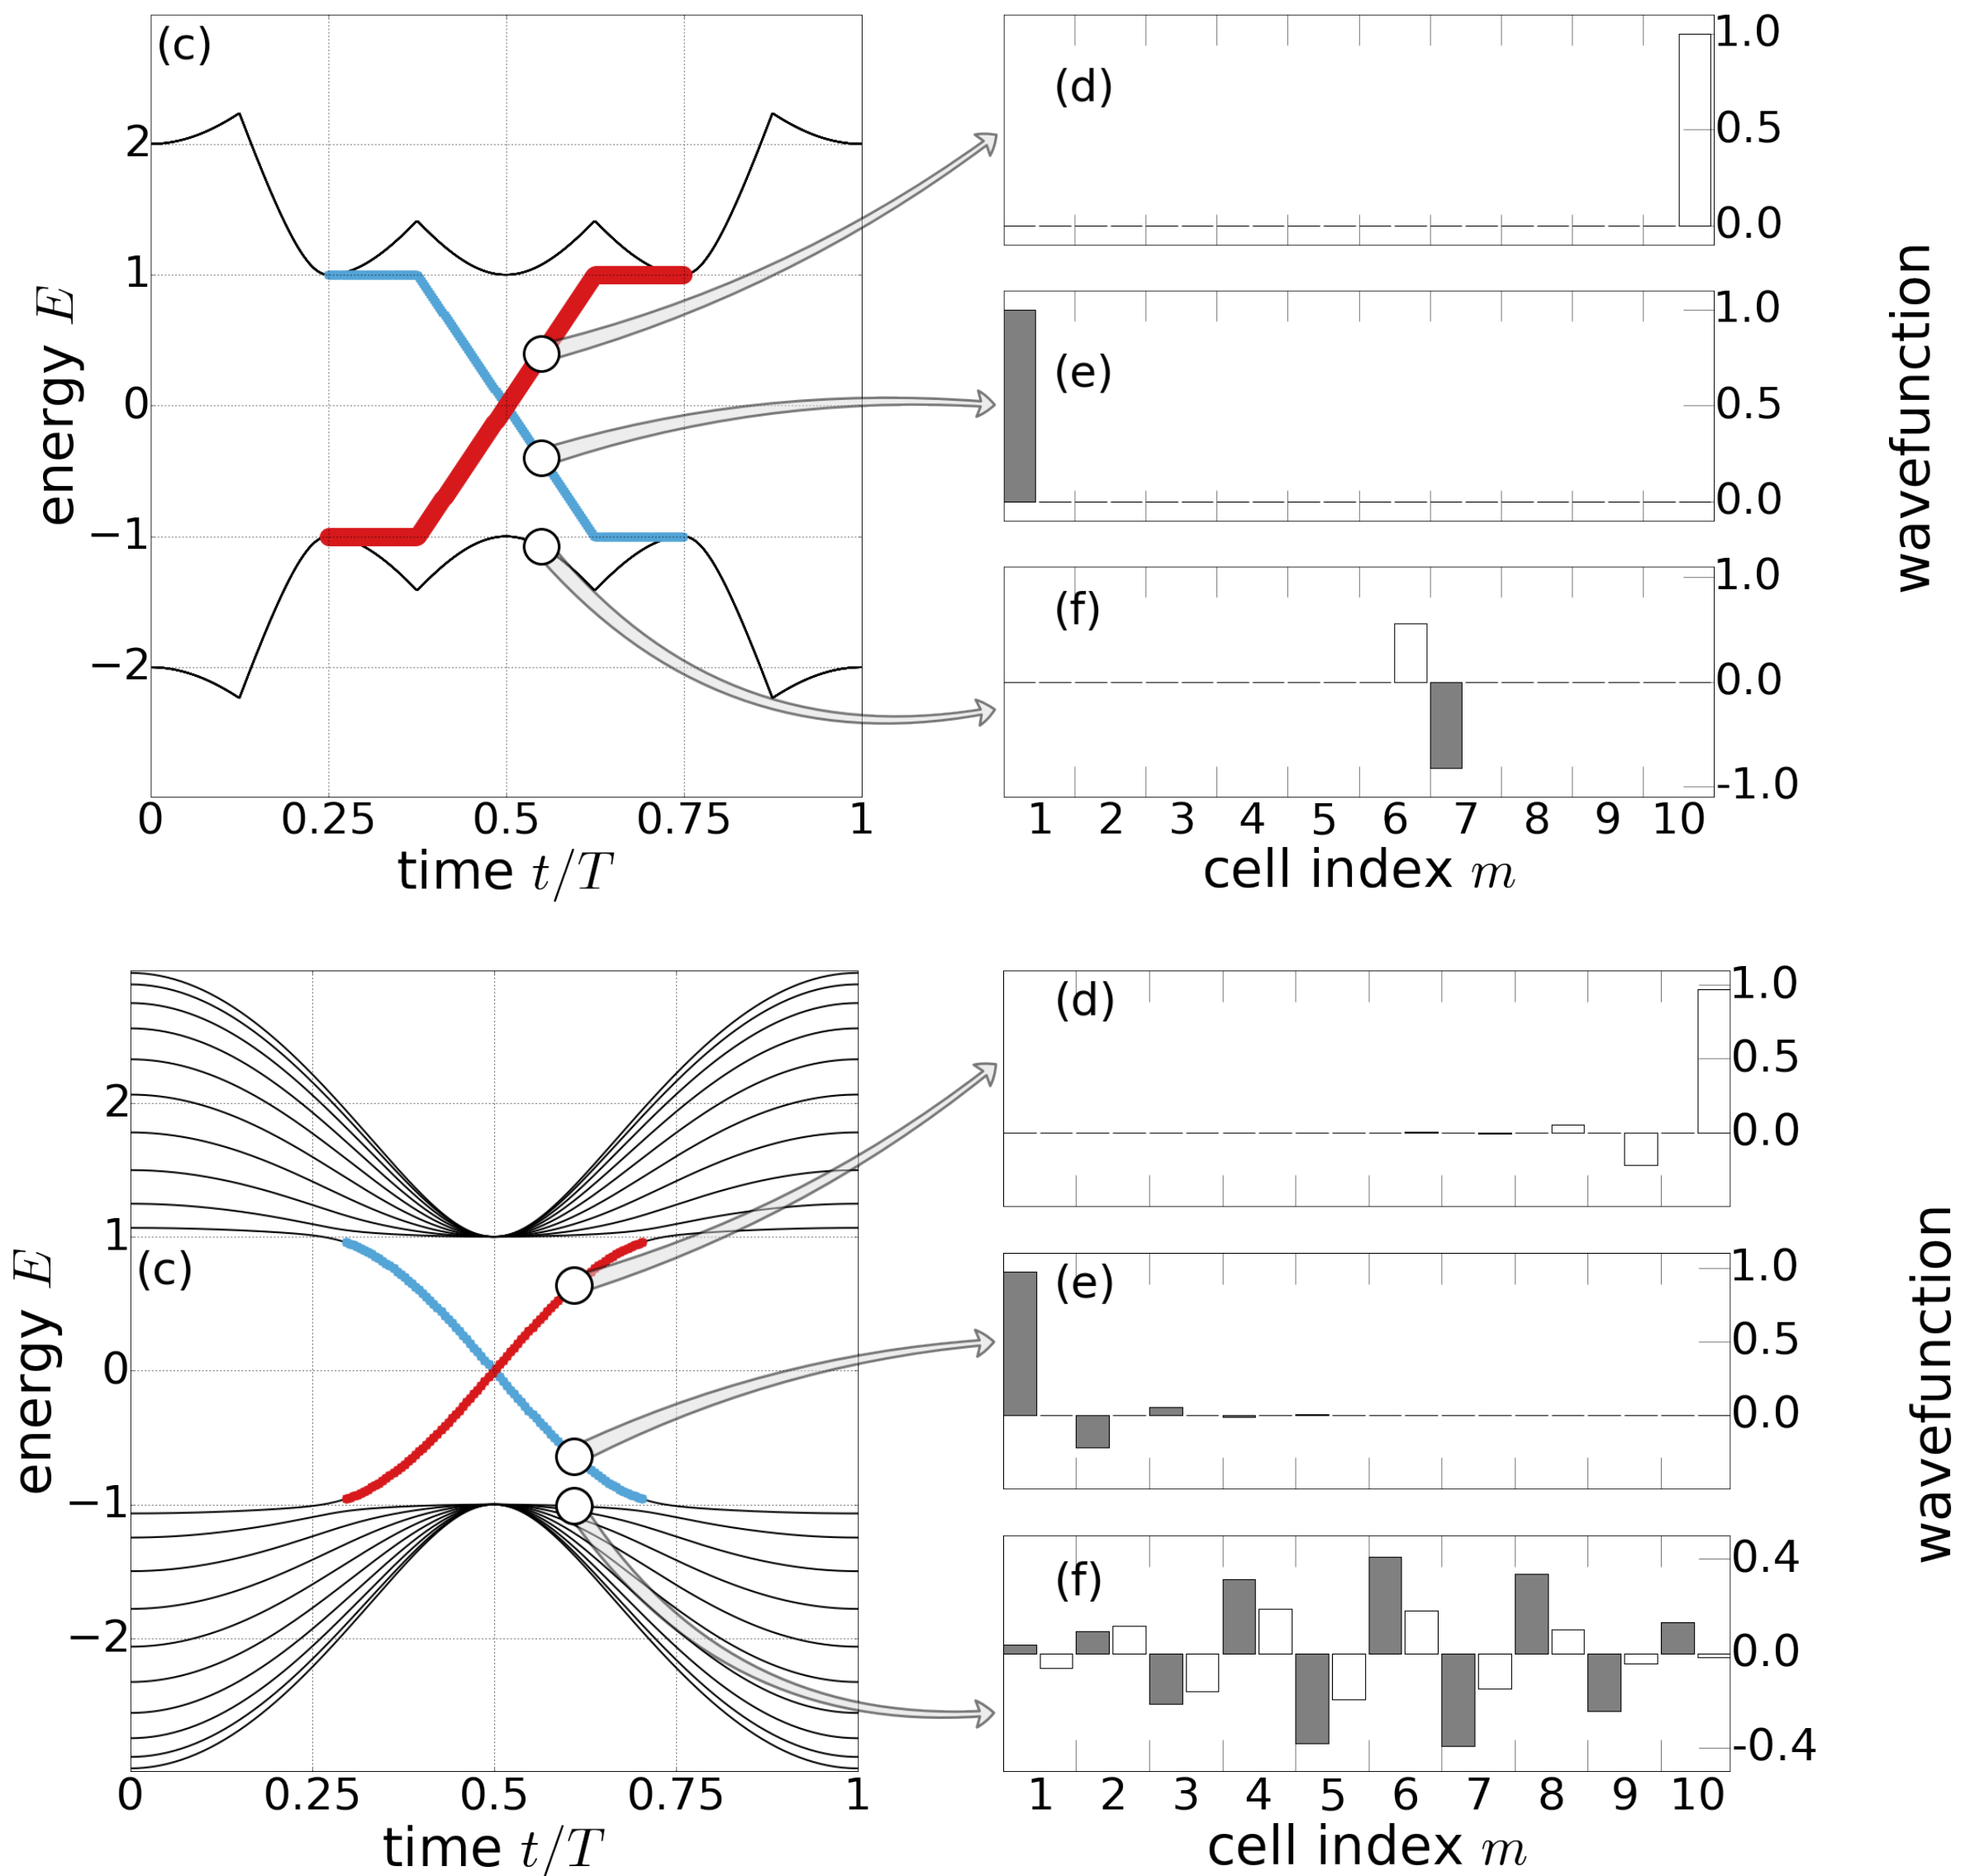 (c)
energy E
2
1
0
−1
−2
0 0.25 0.5 0.75 1
time t/T
(d)
1.0
0.5
0.0
(e)
1.0
0.5
0.0
(f)
1.0
0.0
-1.0
1 2 3 4 5 6 7 8 9 10
cell index m
wavefunction
(c)
energy E
2
1
0
−1
−2
0 0.25 0.5 0.75 1
time t/T
(d)
1.0
0.5
0.0
(e)
1.0
0.5
0.0
(f)
0.4
0.0
-0.4
1 2 3 4 5 6 7 8 9 10
cell index m
wavefunction